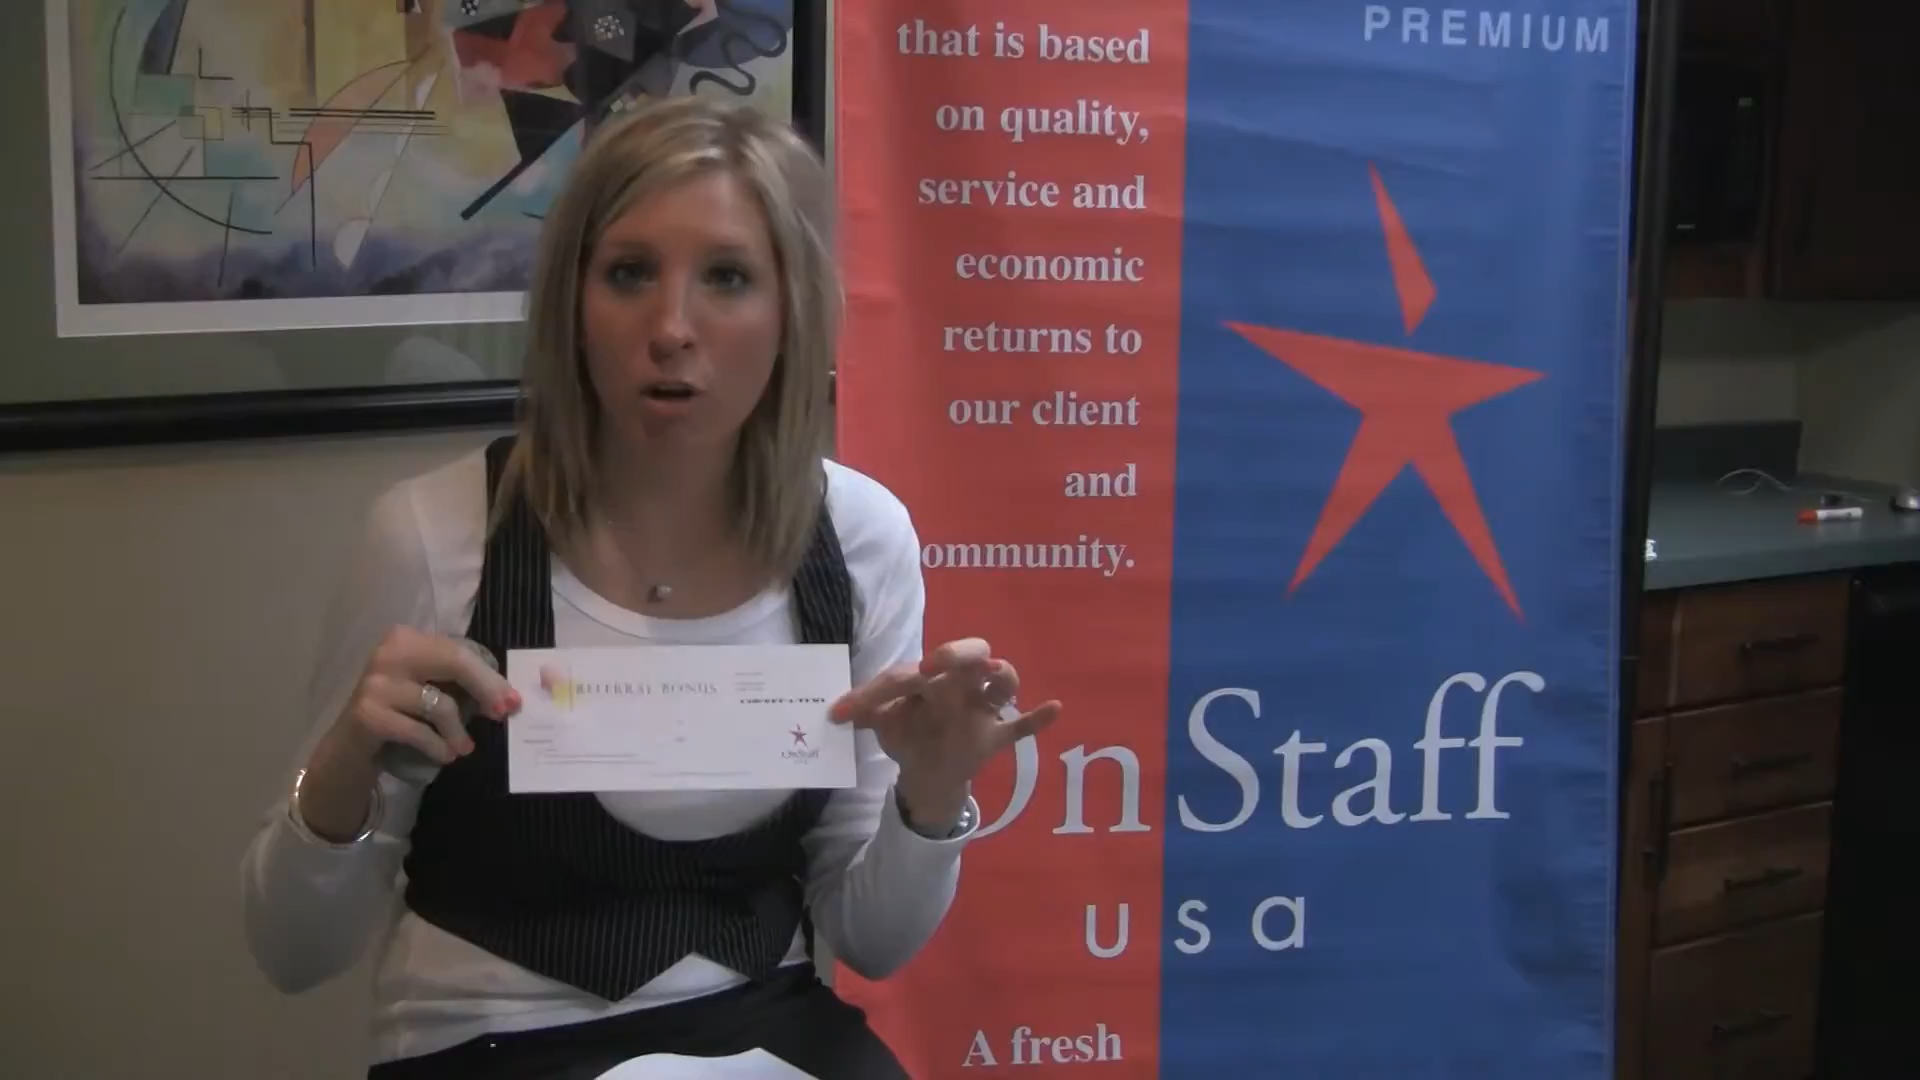 PREMIUM
that is based
on quality,
service and
economic
returns to
our client
and
ommunity.
OnStaff
usa
A fresh
REFERRAL BONUS
OnStaff